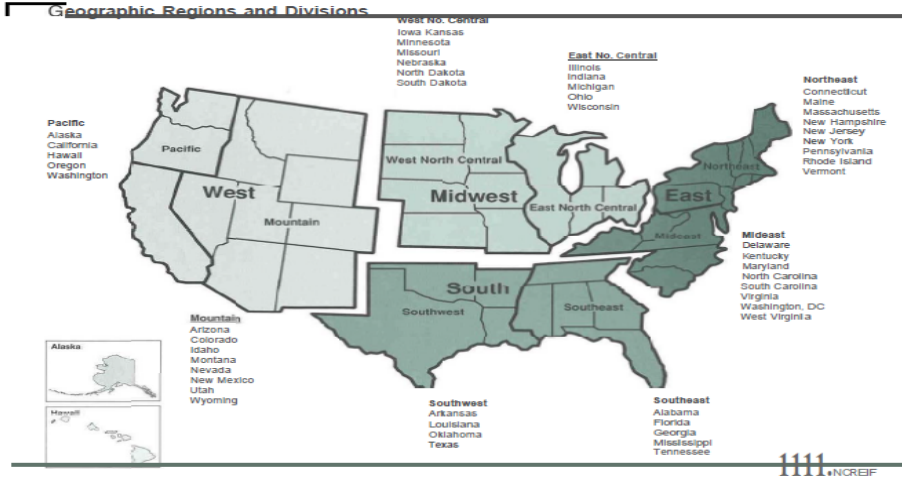 Geographic Regions and Divisions
West No. Central
Iowa Kansas
Minnesota
Missouri
Nebraska
North Dakota
South Dakota
East No. Central
Illinois
Indiana
Michigan
Ohio
Wisconsin
Northeast
Connecticut
Maine
Massachusetts
New Hampshire
New Jersey
New York
Pennsylvania
Rhode Island
Vermont
Pacific
Alaska
California
Hawaii
Oregon
Washington
Pacific
West
Mountain
West North Central
Midwest
East North Central
Northeast
East
Mideast
South
Southwest
Southeast
Mideast
Delaware
Kentucky
Maryland
North Carolina
South Carolina
Virginia
Washington, DC
West Virginia
Mountain
Arizona
Colorado
Idaho
Montana
Nevada
New Mexico
Utah
Wyoming
Alaska
Hawaii
Southwest
Arkansas
Louisiana
Oklahoma
Texas
Southeast
Alabama
Florida
Georgia
Mississippi
Tennessee
1111.NCREIF